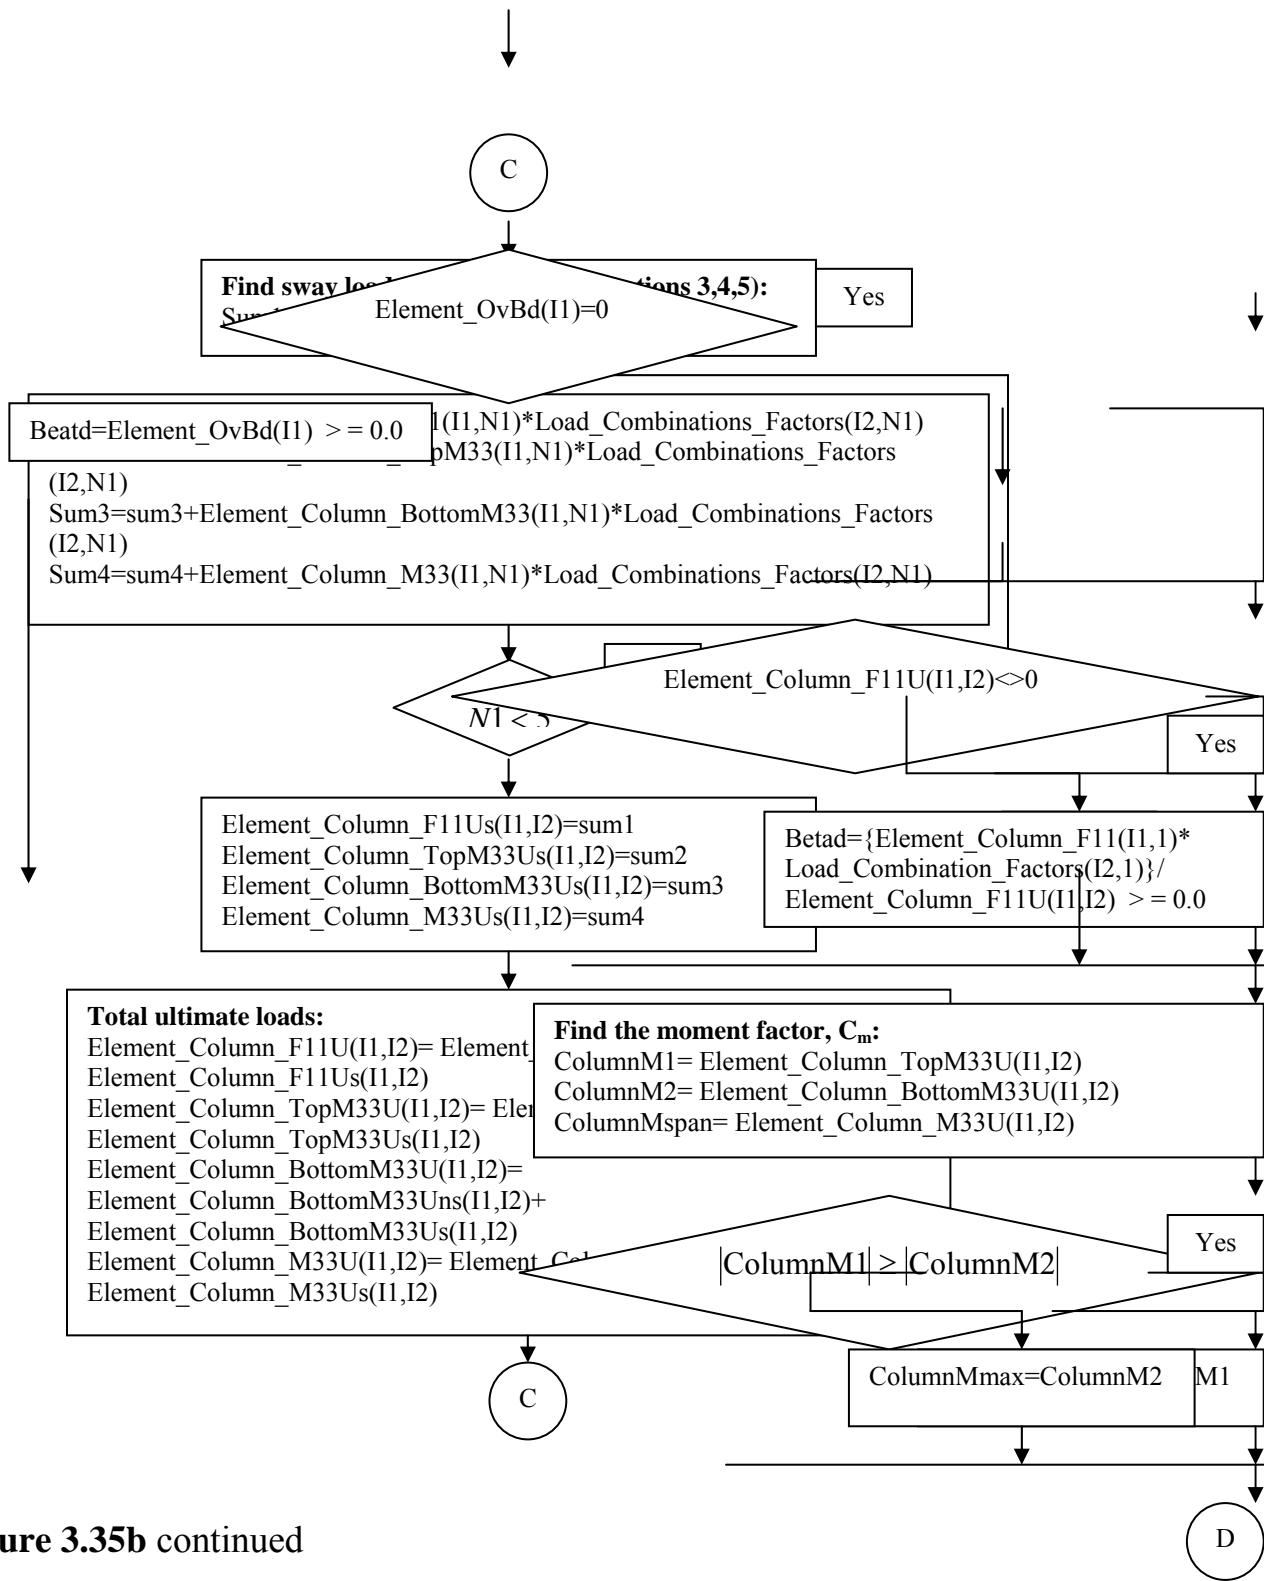 C
Find sway loa tions 3,4,5):
Element_OvBd(I1)=0
Yes
Beatd=Element_OvBd(I1) > = 0.0
1(I1,N1)*Load_Combinations_Factors(I2,N1)
pM33(I1,N1)*Load_Combinations_Factors
(I2,N1)
Sum3=sum3+Element_Column_BottomM33(I1,N1)*Load_Combinations_Factors
(I2,N1)
Sum4=sum4+Element_Column_M33(I1,N1)*Load_Combinations_Factors(I2,N1)
Element_Column_F11U(I1,I2)<>0
N1 < 5
Yes
Element_Column_F11Us(I1,I2)=sum1
Element_Column_TopM33Us(I1,I2)=sum2
Element_Column_BottomM33Us(I1,I2)=sum3
Element_Column_M33Us(I1,I2)=sum4
Betad={Element_Column_F11(I1,1)*
Load_Combination_Factors(I2,1)}/
Element_Column_F11U(I1,I2) > = 0.0
Total ultimate loads:
Element_Column_F11U(I1,I2)= Element_
Element_Column_F11Us(I1,I2)
Element_Column_TopM33U(I1,I2)= Elem
Element_Column_TopM33Us(I1,I2)
Element_Column_BottomM33U(I1,I2)=
Element_Column_BottomM33Uns(I1,I2)+
Element_Column_BottomM33Us(I1,I2)
Element_Column_M33U(I1,I2)= Element_Col
Element_Column_M33Us(I1,I2)
Find the moment factor, Cm:
ColumnM1= Element_Column_TopM33U(I1,I2)
ColumnM2= Element_Column_BottomM33U(I1,I2)
ColumnMspan= Element_Column_M33U(I1,I2)
|ColumnM1| ≥ |ColumnM2|
Yes
ColumnMmax=ColumnM2 M1
C
D
ure 3.35b continued